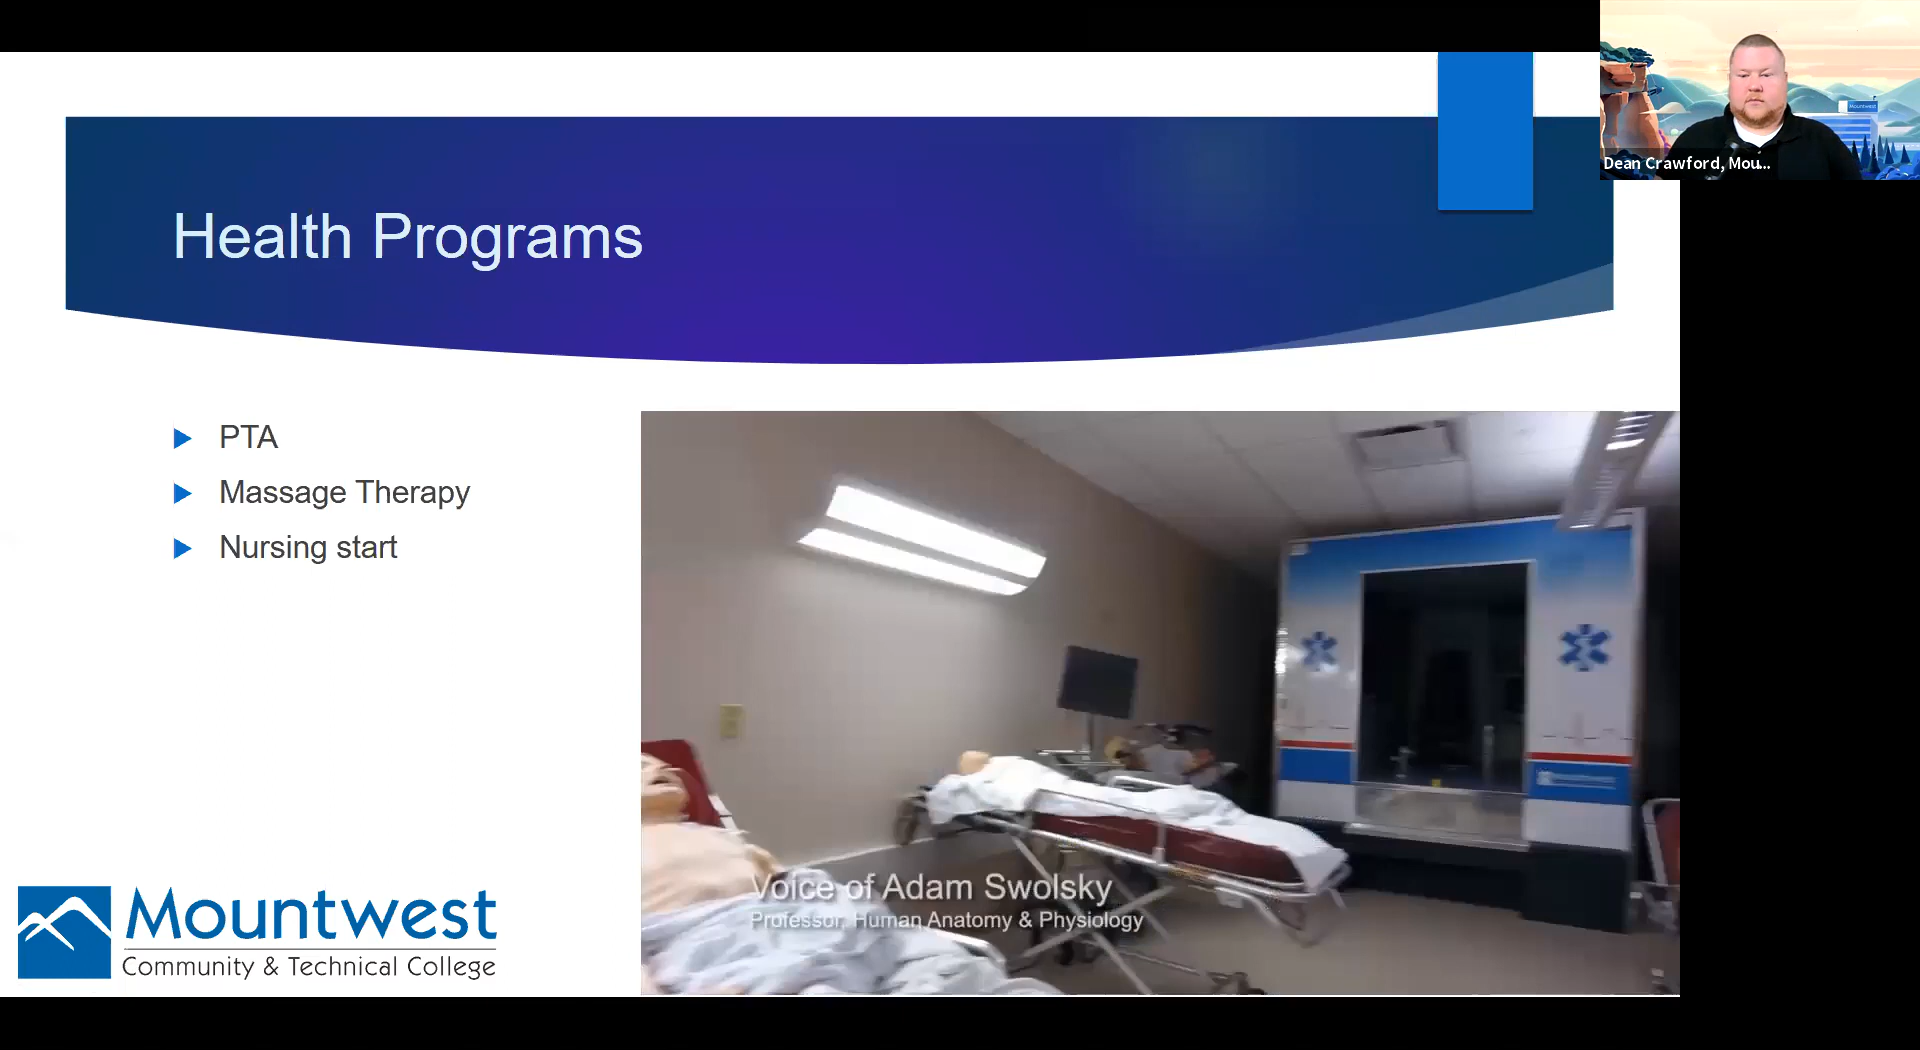 Health Programs
PTA
Massage Therapy
Nursing start
Voice of Adam Swolsky
Professor, Human Anatomy & Physiology
Mountwest
Community & Technical College
Dean Crawford, Mou...
Mountwest